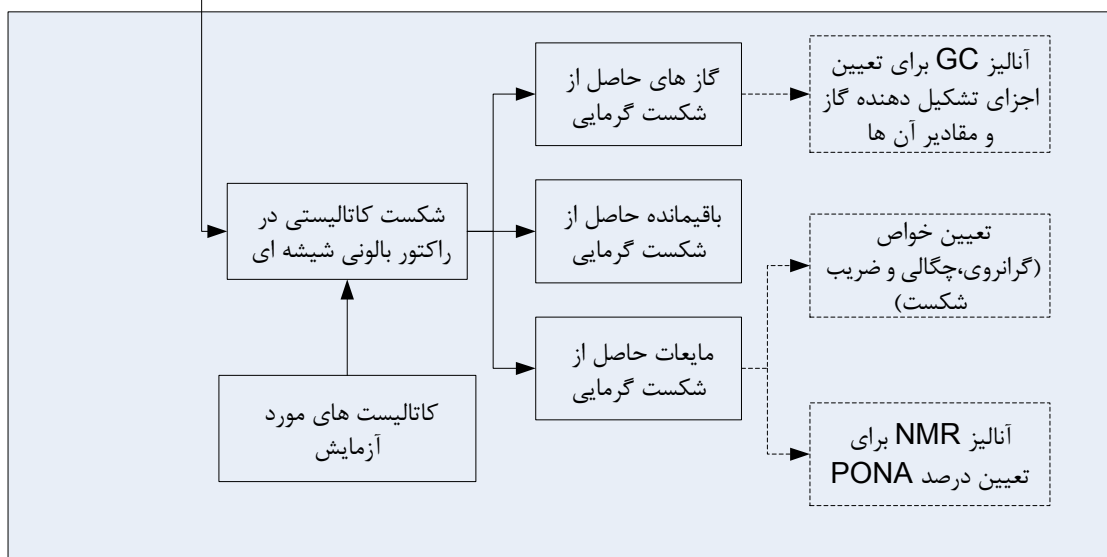 گاز های حاصل از
شکست گرمایی
آنالیز GC برای تعیین
اجزای تشکیل دهنده گاز
و مقادیر آن ها
شکست کاتالیستی در
راکتور بالونی شیشه ای
باقیمانده حاصل از
شکست گرمایی
تعیین خواص
(گرانروی،چگالی و ضریب
شکست)
مایعات حاصل از
شکست گرمایی
کاتالیست های مورد
آزمایش
آنالیز NMR برای
تعیین درصد PONA